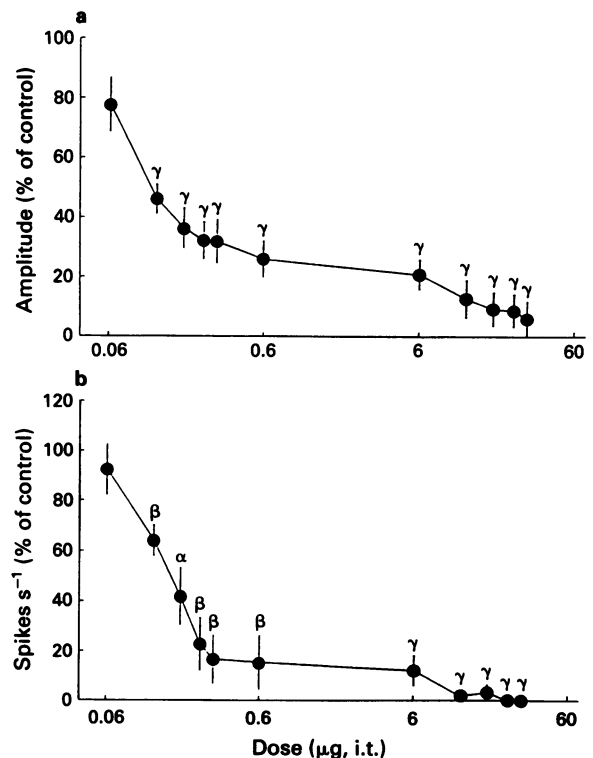 a
Amplitude (% of control)
100
80
60
40
20
0
γ
γ
γ γ
γ
γ
γ
γ γ
γ
0.06 0.6 6 60
b
Spikes s⁻¹ (% of control)
120
100
80
60
40
20
0
β
α
β
β β
γ
γ γ γ γ
0.06 0.6 6 60
Dose (μg, i.t.)